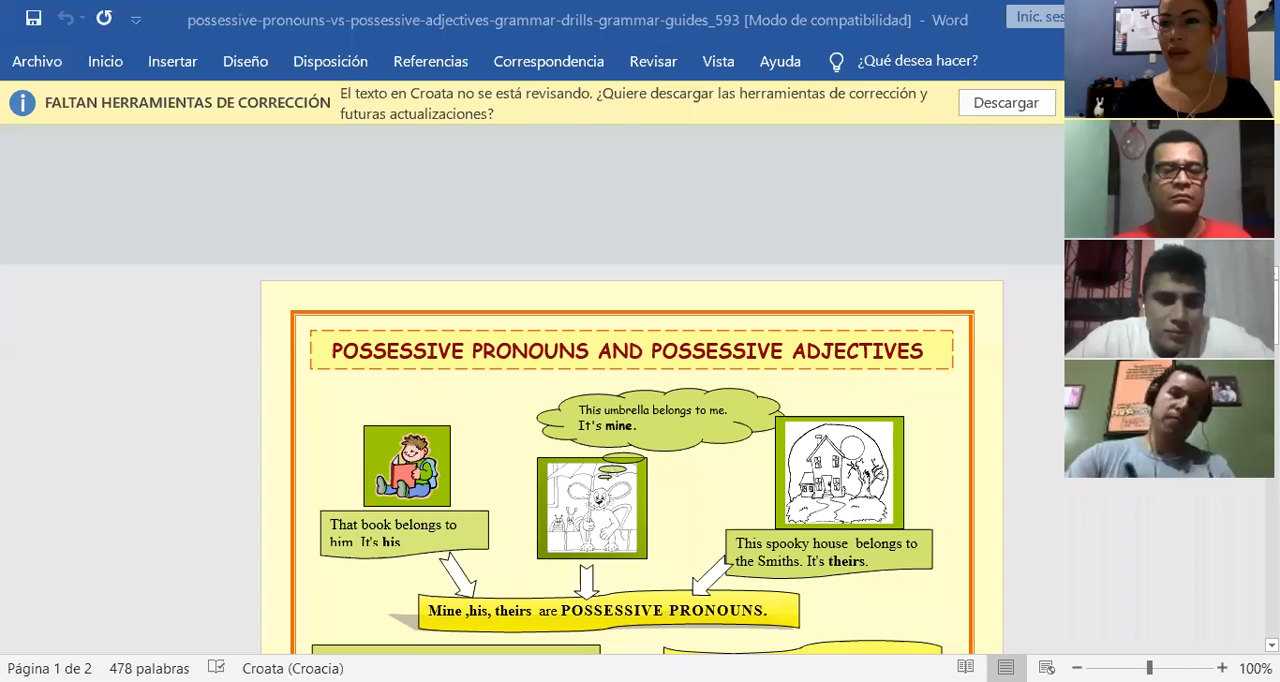 possessive-pronouns-vs-possessive-adjectives-grammar-drills-grammar-guides_593 [Modo de compatibilidad] - Word
Inic. ses
Archivo Inicio Insertar Diseño Disposición Referencias Correspondencia Revisar Vista Ayuda ¿Qué desea hacer?
FALTAN HERRAMIENTAS DE CORRECCIÓN
El texto en Croata no se está revisando. ¿Quiere descargar las herramientas de corrección y
futuras actualizaciones?
Descargar
POSSESSIVE PRONOUNS AND POSSESSIVE ADJECTIVES
This umbrella belongs to me.
It's mine.
That book belongs to
him. It's his
This spooky house belongs to
the Smiths. It's theirs.
Mine ,his, theirs are POSSESSIVE PRONOUNS.
Página 1 de 2 478 palabras Croata (Croacia) 100%